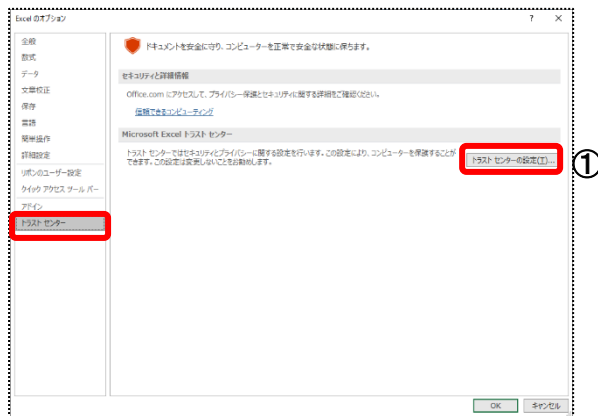 Excel のオプション
? ×
全般
数式
データ
文章校正
保存
言語
簡単操作
詳細設定
リボンのユーザー設定
クイック アクセス ツール バー
アドイン
トラスト センター
ドキュメントを安全に守り、コンピューターを正常で安全な状態に保ちます。
セキュリティと詳細情報
Office.com にアクセスして、プライバシー保護とセキュリティに関する詳細をご確認ください。
信頼できるコンピューティング
Microsoft Excel トラスト センター
トラスト センターではセキュリティとプライバシーに関する設定を行います。この設定により、コンピューターを保護することが
できます。この設定は変更しないことをお勧めします。
トラスト センターの設定(T)...
①
OK
キャンセル